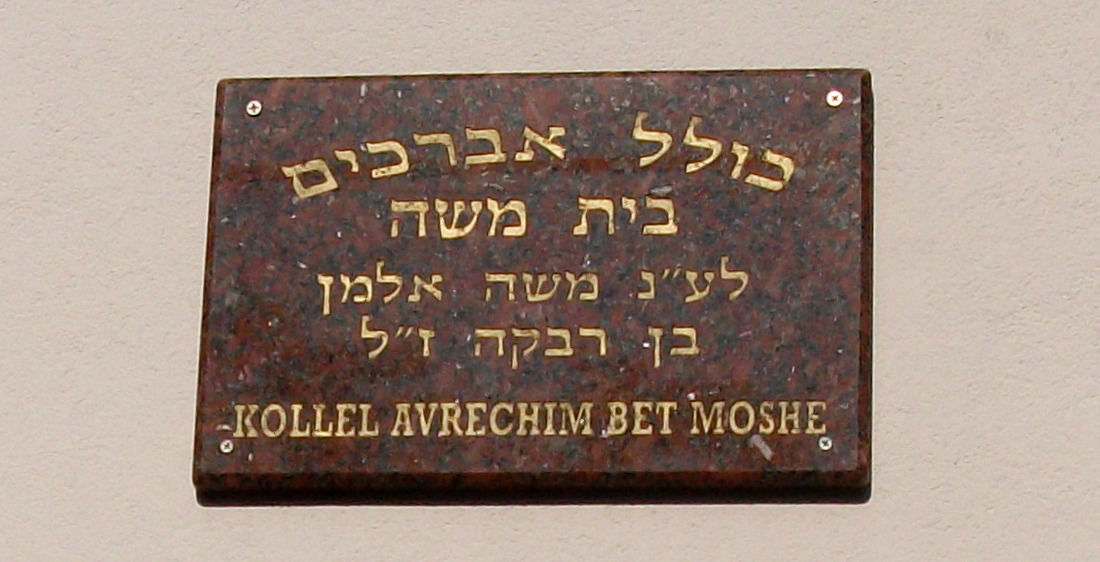 כולל אברכים
בית משה
לע״נ משה אלמן
בן רבקה ז״ל
KOLLEL AVRECHIM BET MOSHE